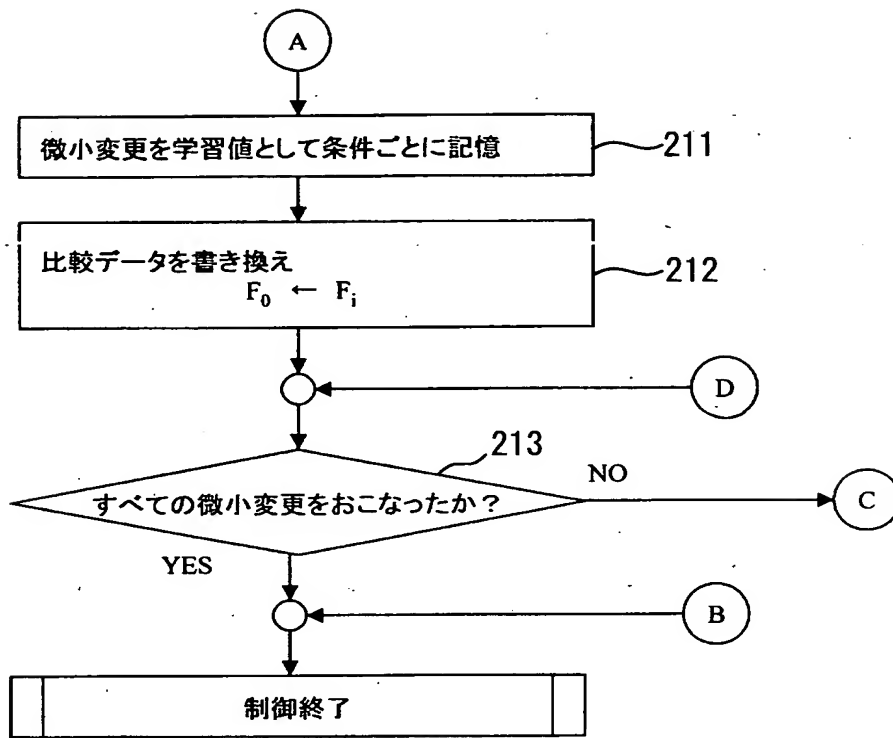 A
微小変更を学習値として条件ごとに記憶
211
比較データを書き換え
F0 ← Fi
212
D
213
すべての微小変更をおこなったか？
NO
C
YES
B
制御終了